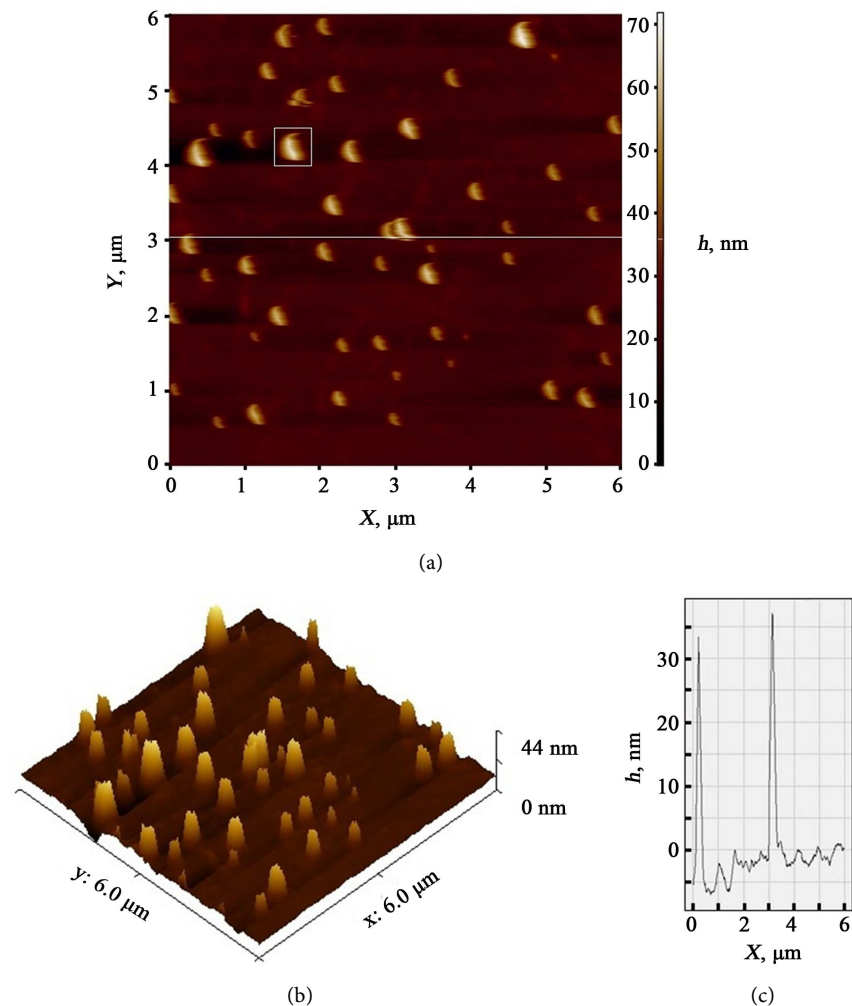 6
5
4
3
2
1
0
Y, μm
0 1 2 3 4 5 6
X, μm
70
60
50
40
30
20
10
0
h, nm
(a)
44 nm
0 nm
y: 6.0 μm
x: 6.0 μm
(b)
30
20
10
0
h, nm
0 2 4 6
X, μm
(c)